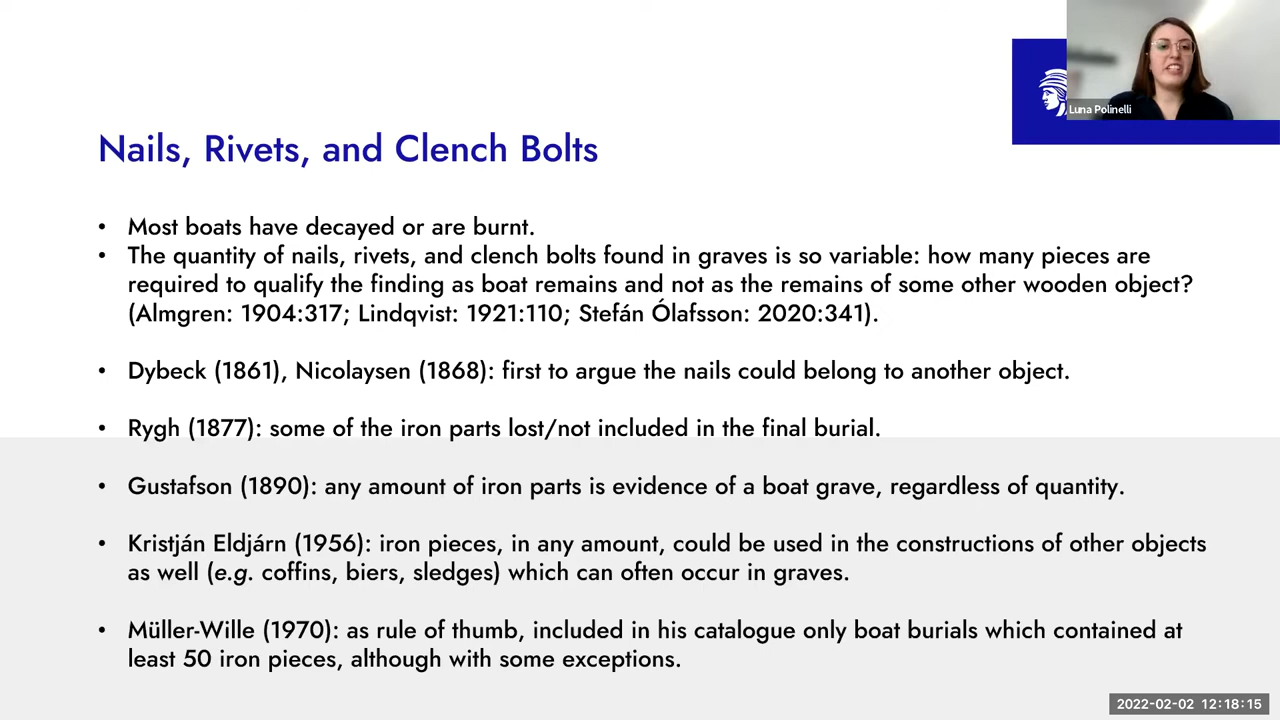 Luna Polinelli
Nails, Rivets, and Clench Bolts
• Most boats have decayed or are burnt.
• The quantity of nails, rivets, and clench bolts found in graves is so variable: how many pieces are
required to qualify the finding as boat remains and not as the remains of some other wooden object?
(Almgren: 1904:317; Lindqvist: 1921:110; Stefán Ólafsson: 2020:341).
• Dybeck (1861), Nicolaysen (1868): first to argue the nails could belong to another object.
• Rygh (1877): some of the iron parts lost/not included in the final burial.
• Gustafson (1890): any amount of iron parts is evidence of a boat grave, regardless of quantity.
• Kristján Eldjárn (1956): iron pieces, in any amount, could be used in the constructions of other objects
as well (e.g. coffins, biers, sledges) which can often occur in graves.
• Müller-Wille (1970): as rule of thumb, included in his catalogue only boat burials which contained at
least 50 iron pieces, although with some exceptions.
2022-02-02 12:18:15